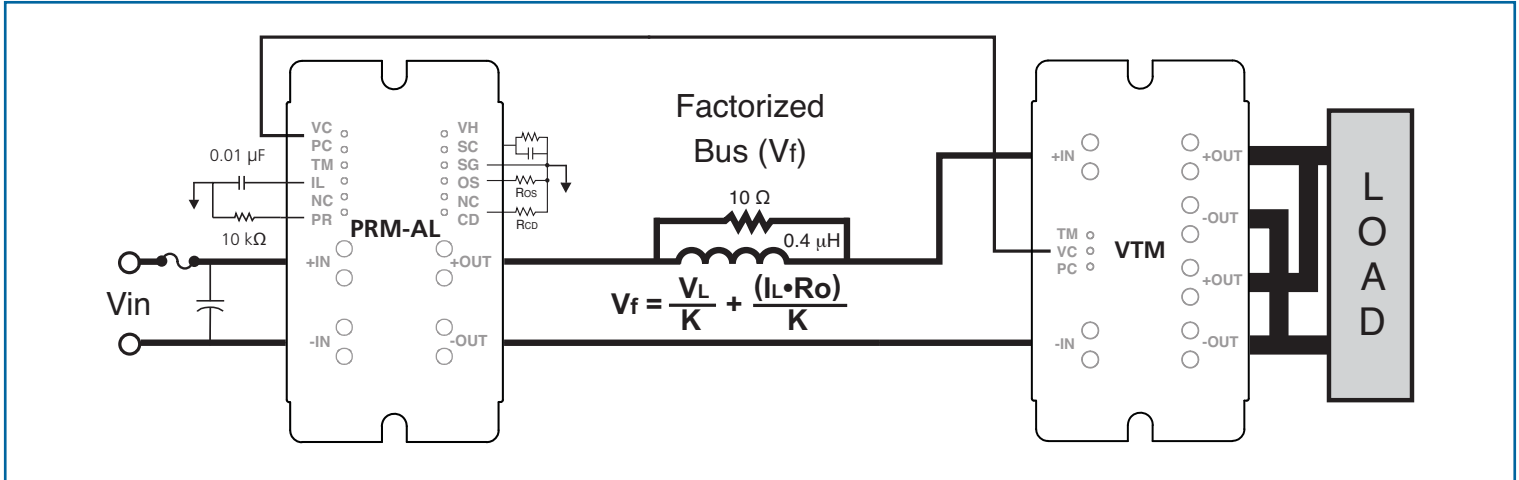 Factorized
Bus (Vf)
VC
PC
TM
IL
NC
PR
VH
SC
SG
OS
NC
CD
0.01 µF
10 kΩ
ROS
RCD
PRM-AL
+IN
-IN
+OUT
-OUT
Vin
10 Ω
0.4 µH
Vf = VL/K + (IL•Ro)/K
+IN
-IN
TM
VC
PC
VTM
+OUT
-OUT
+OUT
-OUT
LOAD